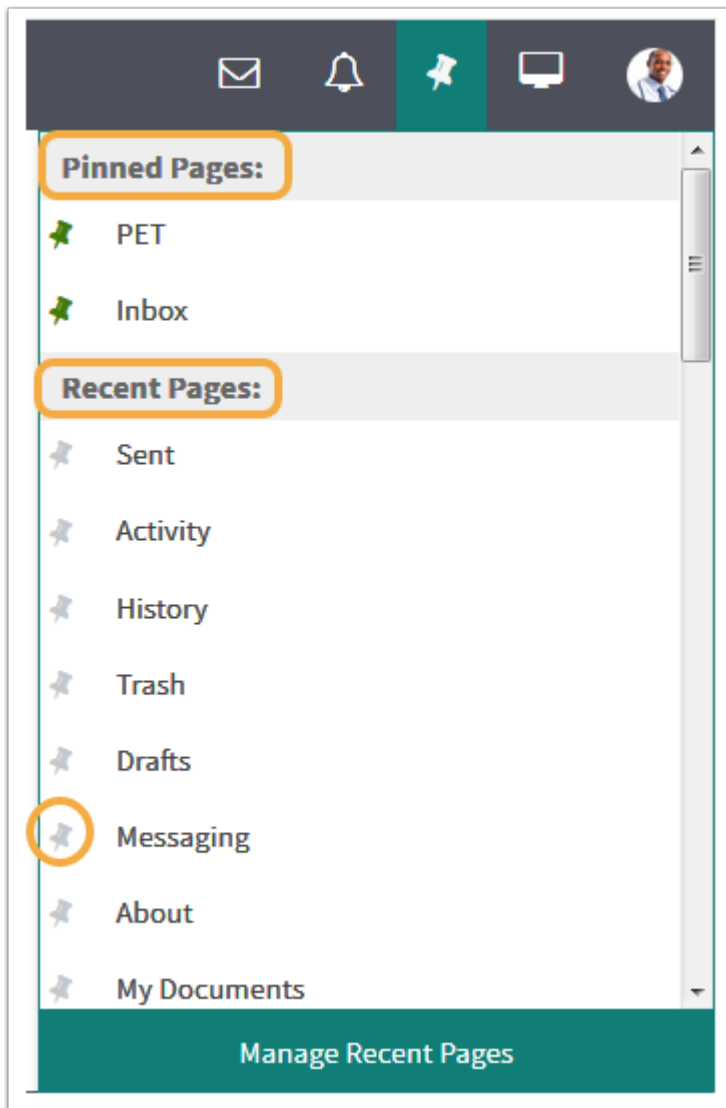 Pinned Pages:
PET
Inbox
Recent Pages:
Sent
Activity
History
Trash
Drafts
Messaging
About
My Documents
Manage Recent Pages